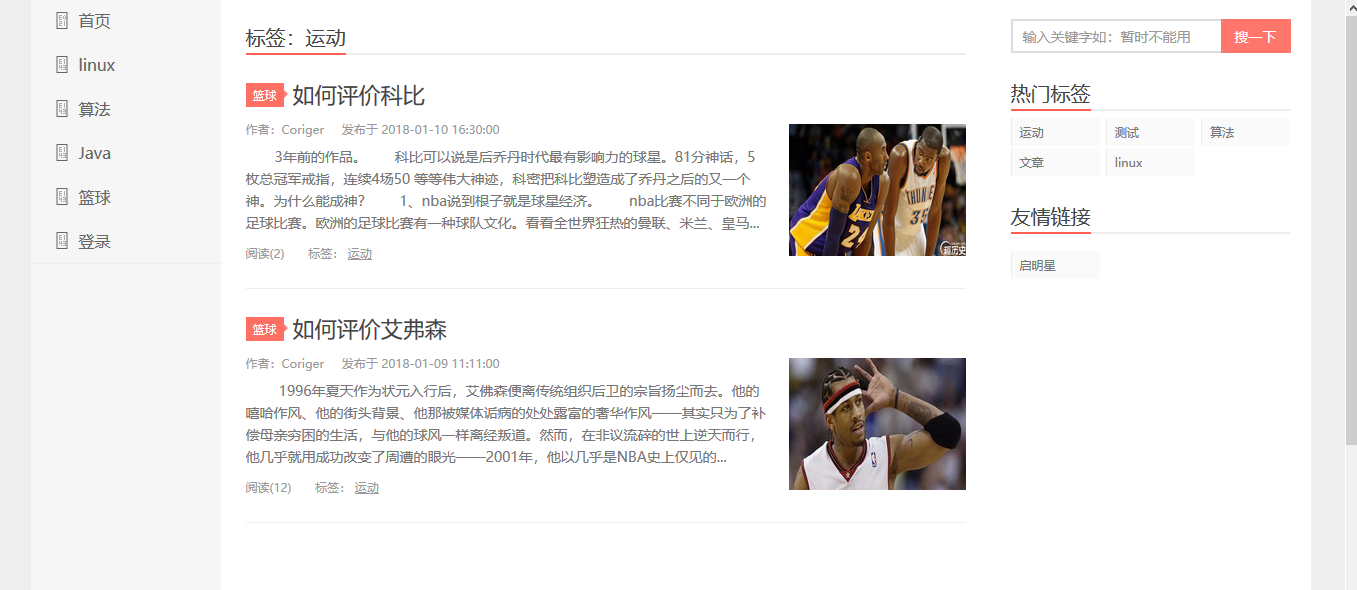 首页
linux
算法
Java
篮球
登录
标签：运动
篮球 如何评价科比
作者：Coriger 发布于 2018-01-10 16:30:00
3年前的作品。 科比可以说是后乔丹时代最有影响力的球星。81分神话，5
枚总冠军戒指，连续4场50 等等伟大神迹，科密把科比塑造成了乔丹之后的又一个
神。为什么能成神？ 1、nba说到根子就是球星经济。 nba比赛不同于欧洲的
足球比赛。欧洲的足球比赛有一种球队文化。看看全世界狂热的曼联、米兰、皇马...
阅读(2) 标签： 运动
LAKERS
24
THUNDER
35
篮球 如何评价艾弗森
作者：Coriger 发布于 2018-01-09 11:11:00
1996年夏天作为状元入行后，艾佛森便离传统组织后卫的宗旨扬尘而去。他的
嘻哈作风、他的街头背景、他那被媒体诟病的处处露富的奢华作风——其实只为了补
偿母亲穷困的生活，与他的球风一样离经叛道。然而，在非议流碎的世上逆天而行，
他几乎就用成功改变了周遭的眼光——2001年，他以几乎是NBA史上仅见的...
阅读(12) 标签： 运动
输入关键字如：暂时不能用 搜一下
热门标签
运动 测试 算法
文章 linux
友情链接
启明星